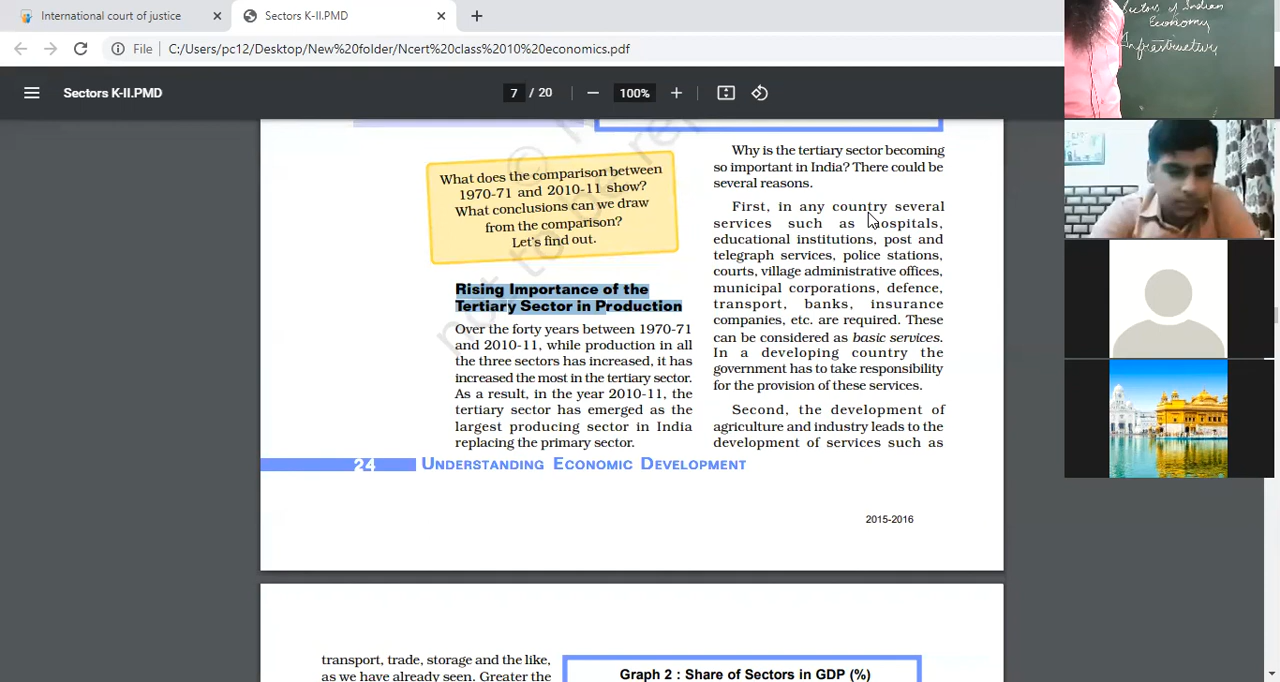 International court of justice
Sectors K-II.PMD
File
C:/Users/pc12/Desktop/New%20folder/Ncert%20class%2010%20economics.pdf
Sectors K-II.PMD
7 / 20
100%
What does the comparison between
1970-71 and 2010-11 show?
What conclusions can we draw
from the comparison?
Let's find out.
Rising Importance of the
Tertiary Sector in Production
Over the forty years between 1970-71
and 2010-11, while production in all
the three sectors has increased, it has
increased the most in the tertiary sector.
As a result, in the year 2010-11, the
tertiary sector has emerged as the
largest producing sector in India
replacing the primary sector.
Why is the tertiary sector becoming
so important in India? There could be
several reasons.
First, in any country several
services such as hospitals,
educational institutions, post and
telegraph services, police stations,
courts, village administrative offices,
municipal corporations, defence,
transport, banks, insurance
companies, etc. are required. These
can be considered as basic services.
In a developing country the
government has to take responsibility
for the provision of these services.
Second, the development of
agriculture and industry leads to the
development of services such as
24 UNDERSTANDING ECONOMIC DEVELOPMENT
2015-2016
transport, trade, storage and the like,
as we have already seen. Greater the
Graph 2 : Share of Sectors in GDP (%)
Sectors of Indian
Economy
Infrastructure
not to be re